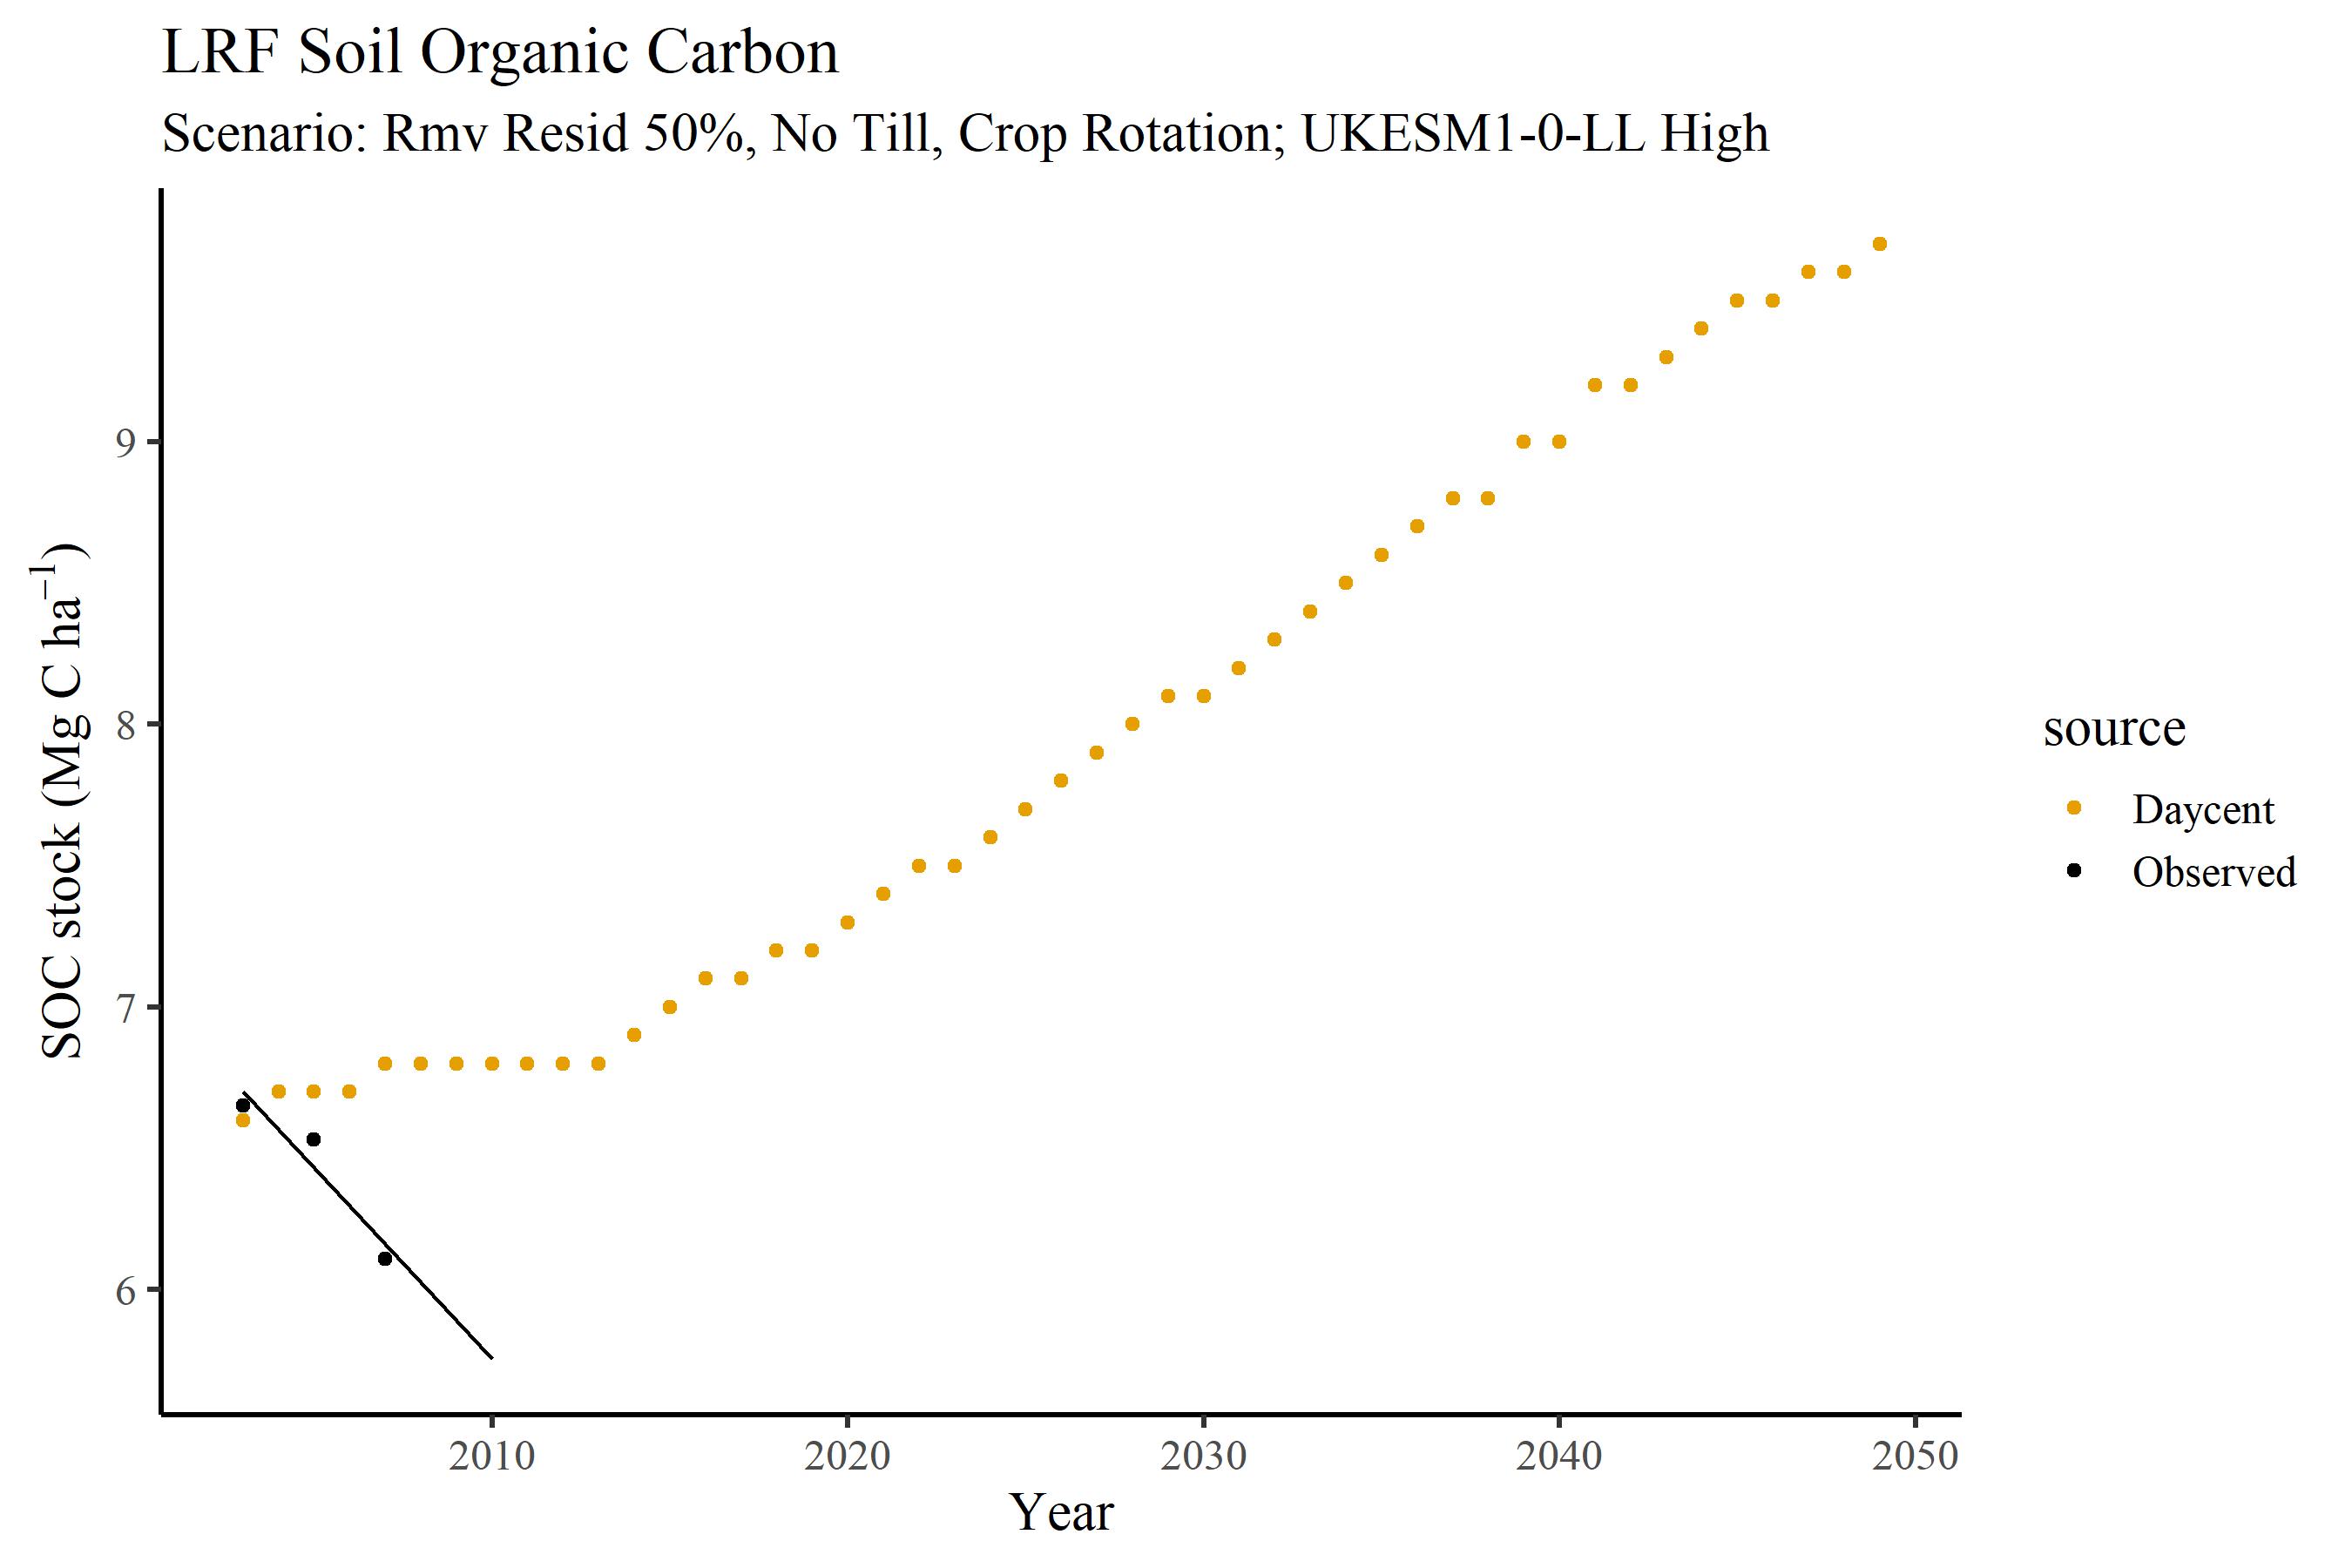 LRF Soil Organic Carbon
Scenario: Rmv Resid 50%, No Till, Crop Rotation; UKESM1-0-LL High
SOC stock (Mg C ha⁻¹)
9
8
7
6
2010 2020 2030 2040 2050
Year
source
Daycent
Observed